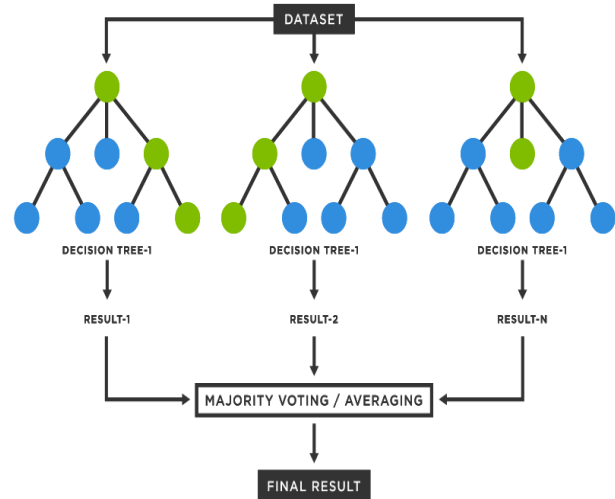 DATASET
DECISION TREE-1
DECISION TREE-1
DECISION TREE-1
RESULT-1
RESULT-2
RESULT-N
MAJORITY VOTING / AVERAGING
FINAL RESULT